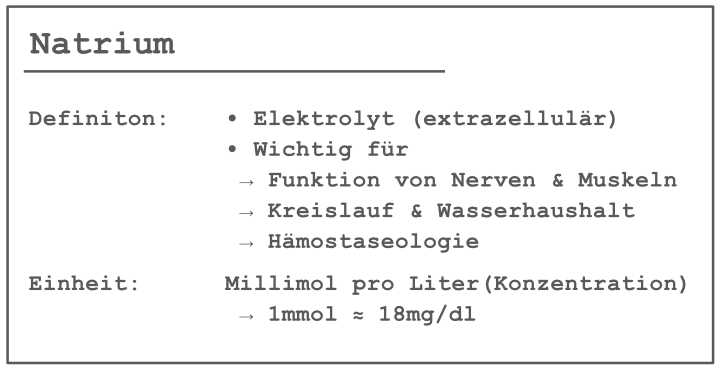 Natrium
Definiton: • Elektrolyt (extrazellulär)
• Wichtig für
→ Funktion von Nerven & Muskeln
→ Kreislauf & Wasserhaushalt
→ Hämostaseologie
Einheit: Millimol pro Liter(Konzentration)
→ 1mmol ≈ 18mg/dl